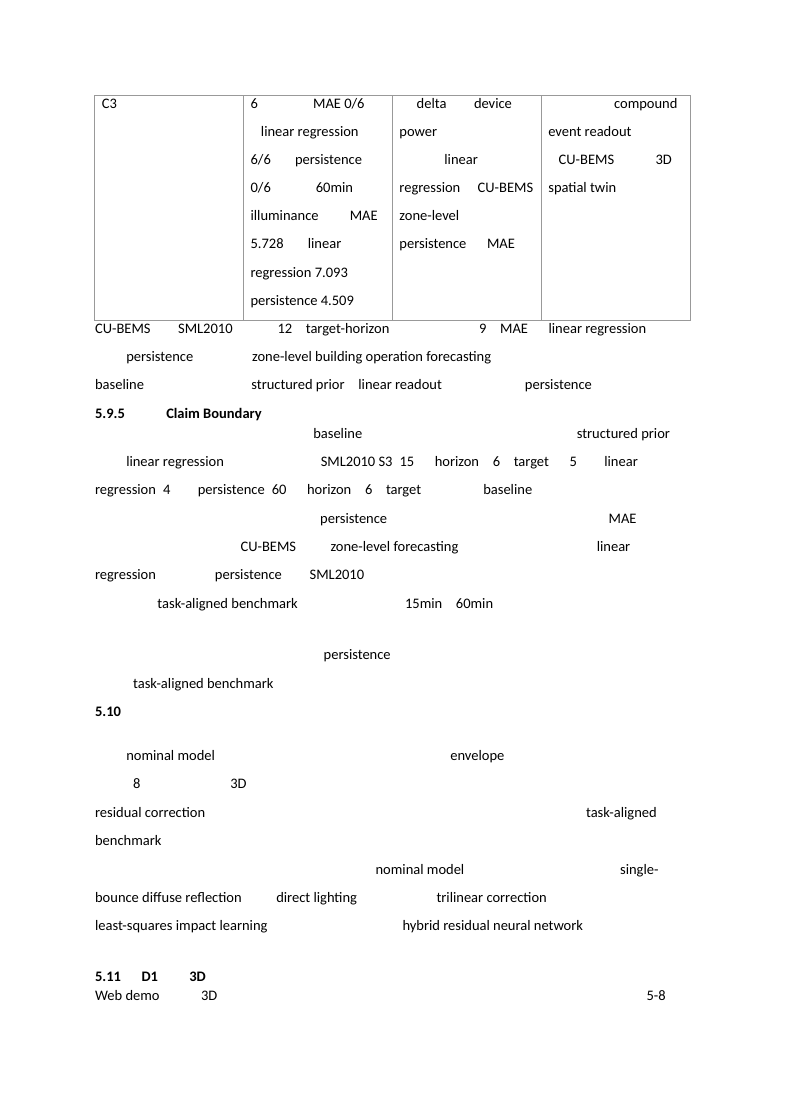 C3
6 MAE 0/6
linear regression
6/6 persistence
0/6 60min
illuminance MAE
5.728 linear
regression 7.093
persistence 4.509
delta device
power
linear
regression CU-BEMS
zone-level
persistence MAE
compound
event readout
CU-BEMS 3D
spatial twin
CU-BEMS SML2010 12 target-horizon 9 MAE linear regression
persistence zone-level building operation forecasting
baseline structured prior linear readout persistence
5.9.5 Claim Boundary
baseline structured prior
linear regression SML2010 S3 15 horizon 6 target 5 linear
regression 4 persistence 60 horizon 6 target baseline
persistence MAE
CU-BEMS zone-level forecasting linear
regression persistence SML2010
task-aligned benchmark 15min 60min
persistence
task-aligned benchmark
5.10
nominal model envelope
8 3D
residual correction task-aligned
benchmark
nominal model single-
bounce diffuse reflection direct lighting trilinear correction
least-squares impact learning hybrid residual neural network
5.11 D1 3D
Web demo 3D 5-8